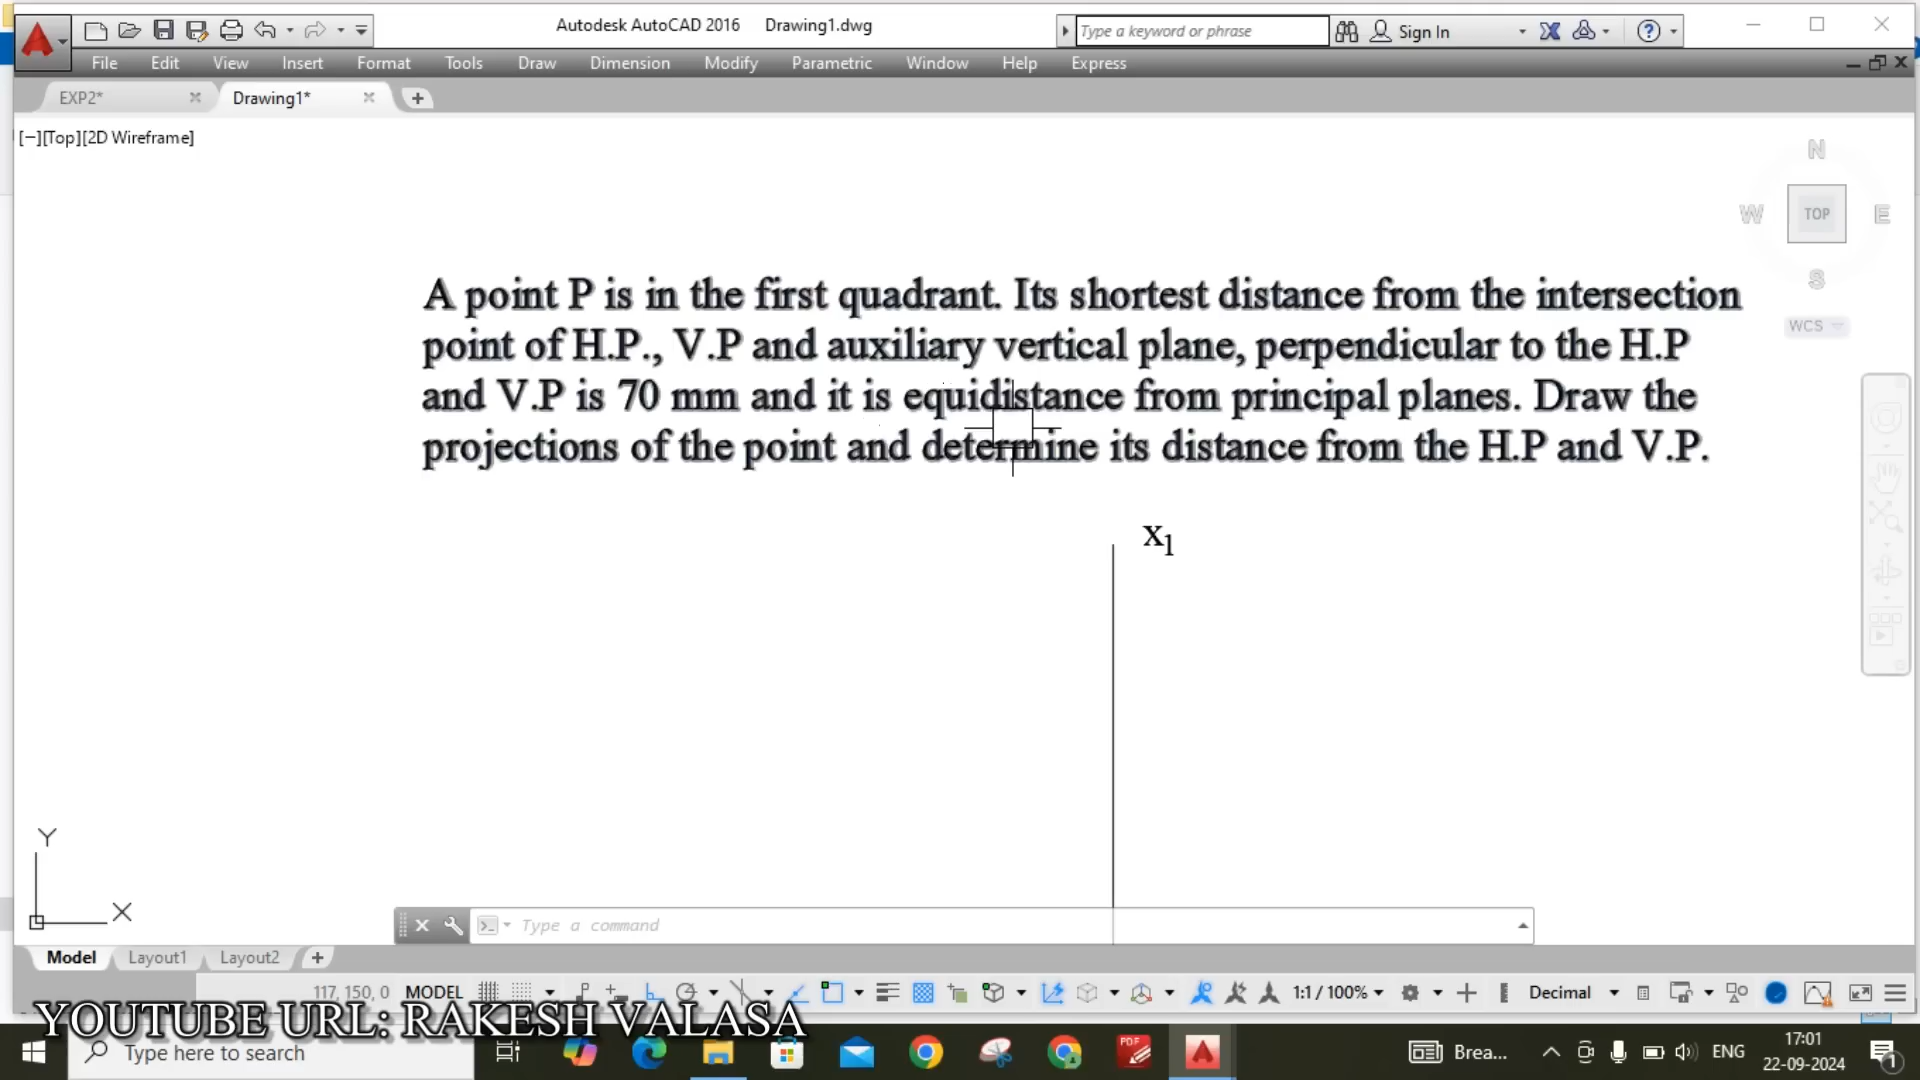 Autodesk AutoCAD 2016 Drawing1.dwg
Type a keyword or phrase
Sign In
File Edit View Insert Format Tools Draw Dimension Modify Parametric Window Help Express
EXP2* Drawing1*
[−][Top][2D Wireframe]
N
W TOP E
S
WCS
A point P is in the first quadrant. Its shortest distance from the intersection
point of H.P., V.P and auxiliary vertical plane, perpendicular to the H.P
and V.P is 70 mm and it is equidistance from principal planes. Draw the
projections of the point and determine its distance from the H.P and V.P.
x1
Y
X
Type a command
Model Layout1 Layout2
117, 150, 0 MODEL 1:1 / 100% Decimal
YOUTUBE URL: RAKESH VALASA
Type here to search
PDF
Brea... ENG 17:01
22-09-2024
1